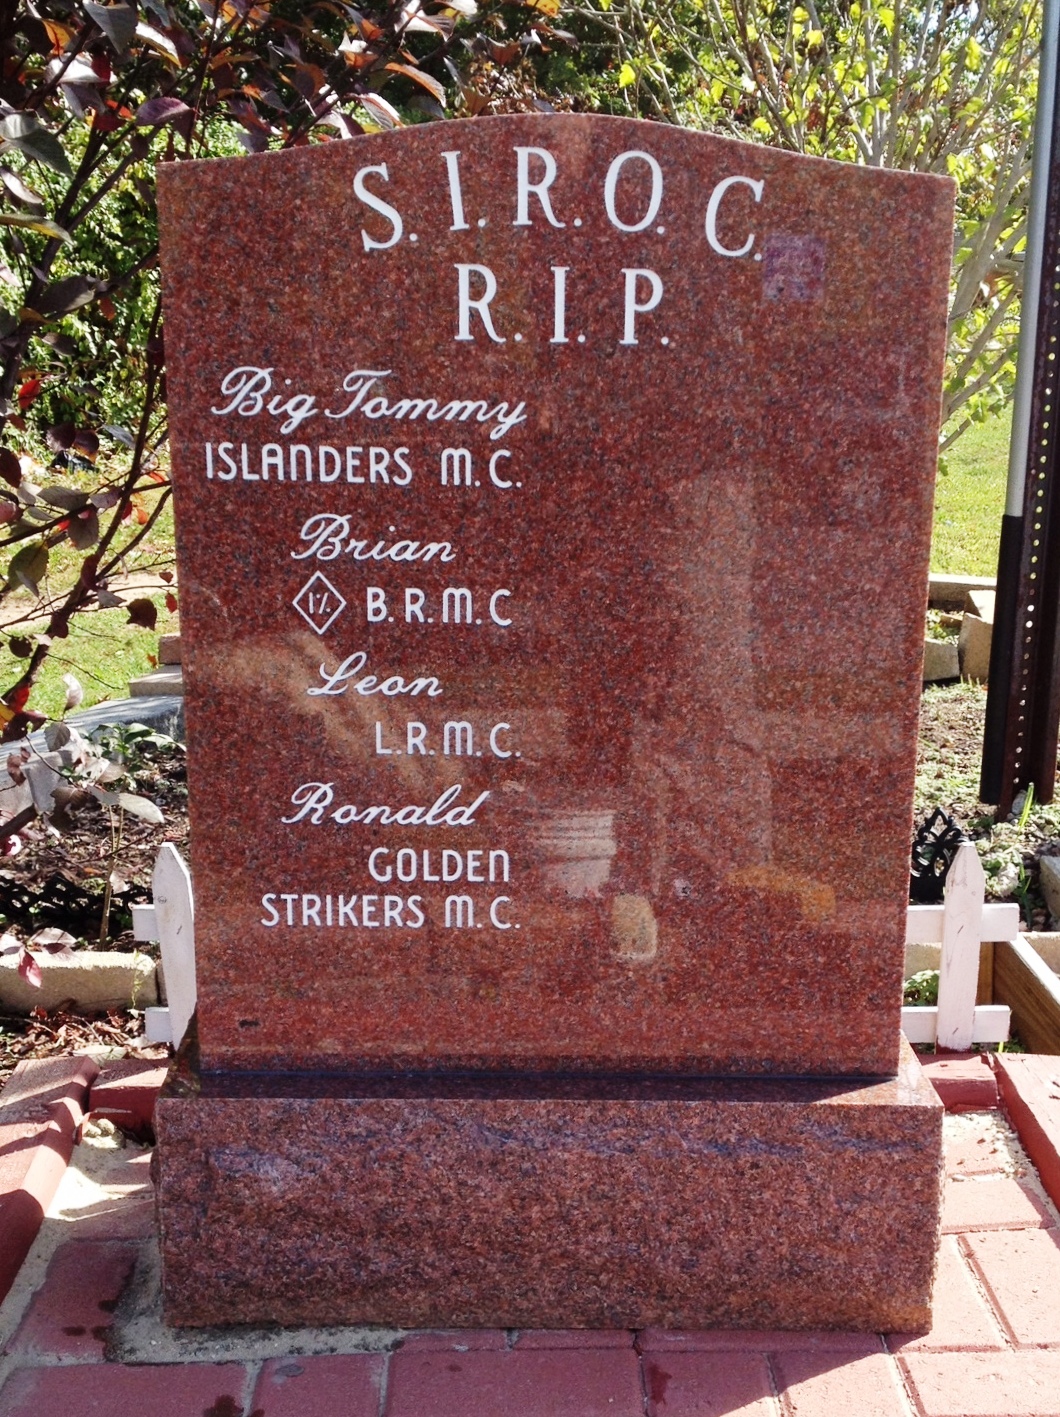 S.I.R.O.C.
R.I.P.
Big Tommy
ISLANDERS M.C.
Brian
1% B.R.M.C
Leon
L.R.M.C.
Ronald
GOLDEN
STRIKERS M.C.